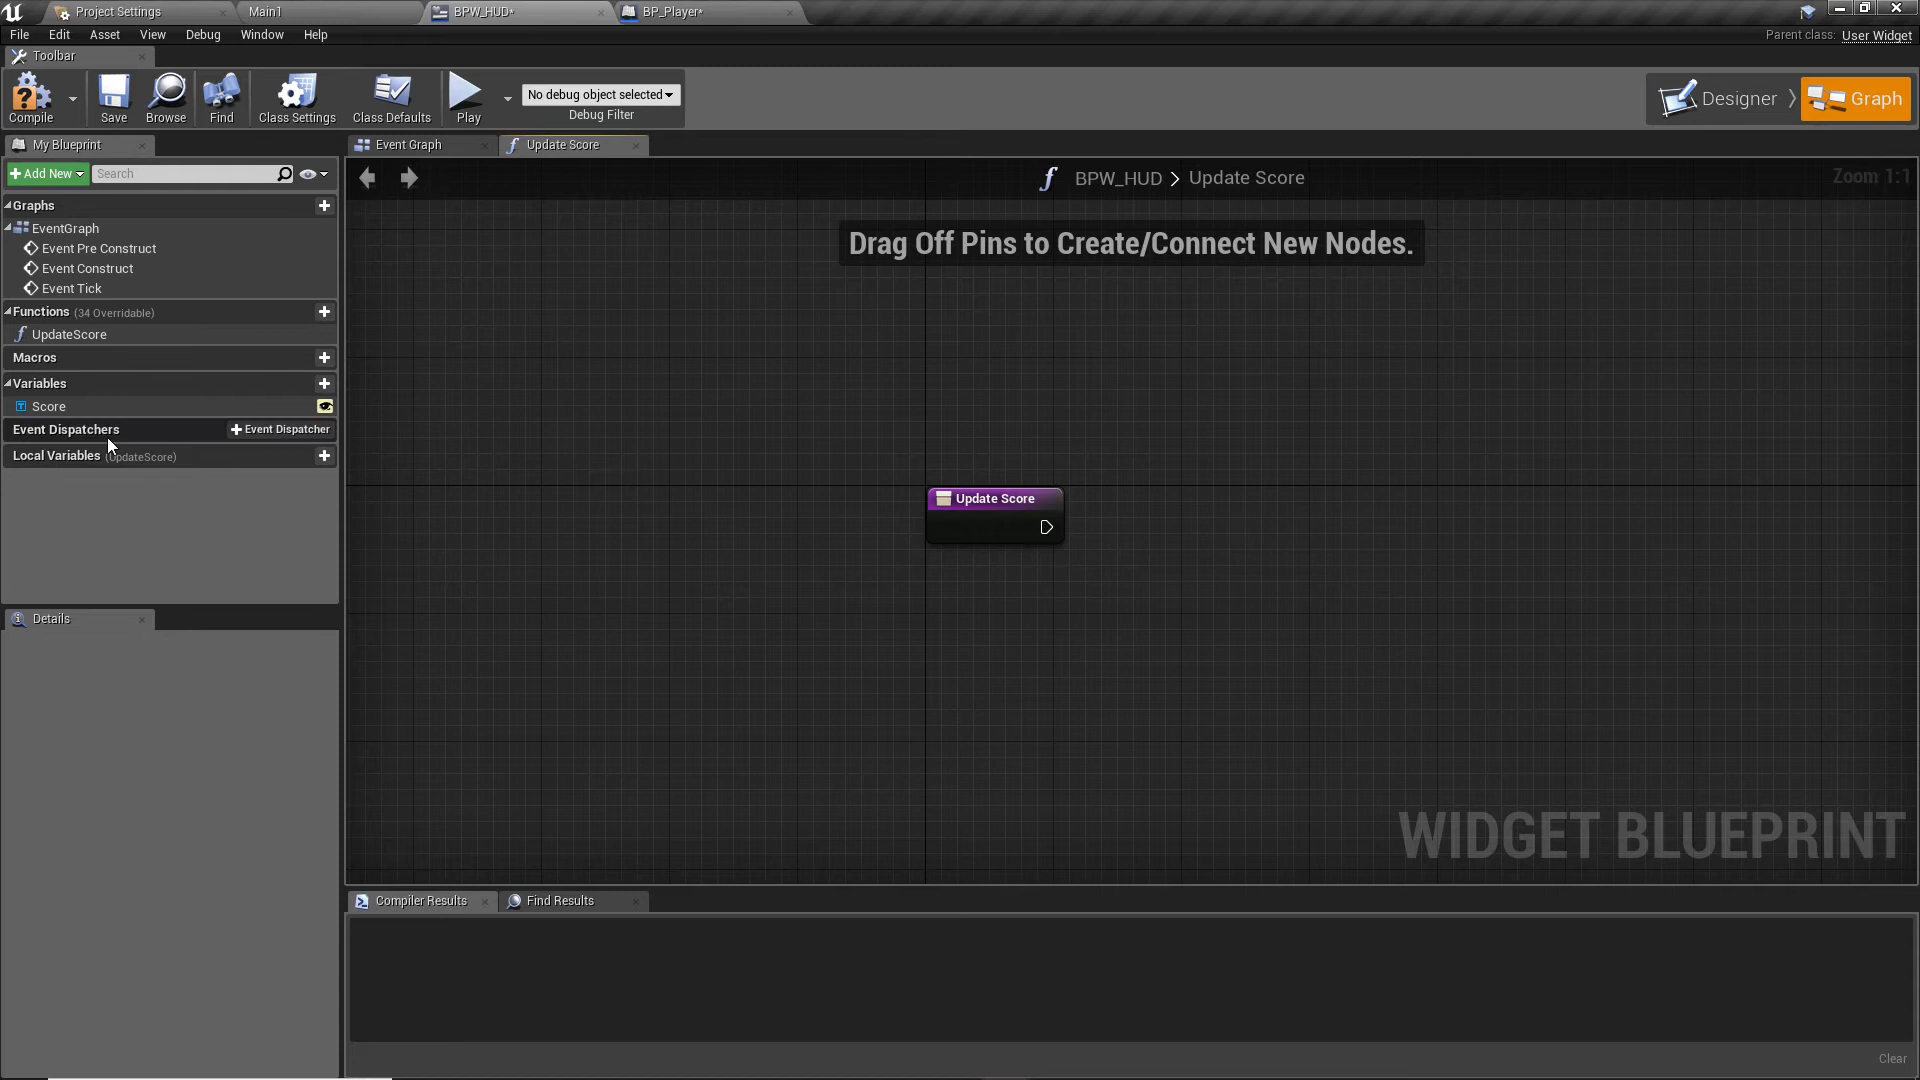 Project Settings
Main1
BPW_HUD*
BP_Player*
File
Edit
Asset
View
Debug
Window
Help
Parent class: User Widget
Toolbar
Compile
Save
Browse
Find
Class Settings
Class Defaults
Play
No debug object selected
Debug Filter
Designer
Graph
My Blueprint
Event Graph
Update Score
Add New
Search
BPW_HUD > Update Score
Zoom 1:1
Graphs
EventGraph
Event Pre Construct
Event Construct
Event Tick
Functions (34 Overridable)
UpdateScore
Macros
Variables
Score
Event Dispatchers
Event Dispatcher
Local Variables (UpdateScore)
Drag Off Pins to Create/Connect New Nodes.
Update Score
Details
WIDGET BLUEPRINT
Compiler Results
Find Results
Clear